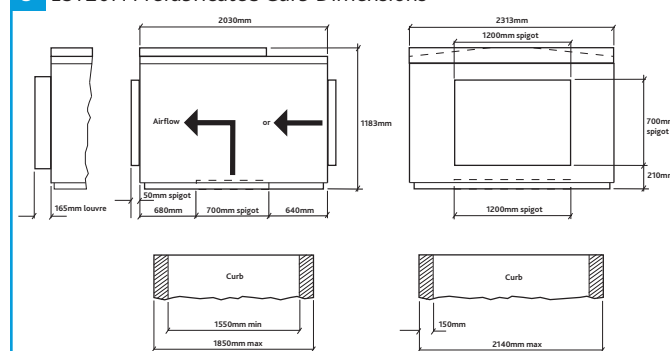 Dimensions
2030mm
2313mm
1200mm spigot
Airflow
or
1183mm
700mm
spigot
210mm
50mm spigot
165mm louvre
680mm
700mm spigot
640mm
1200mm spigot
Curb
Curb
1550mm min
150mm
1850mm max
2140mm max